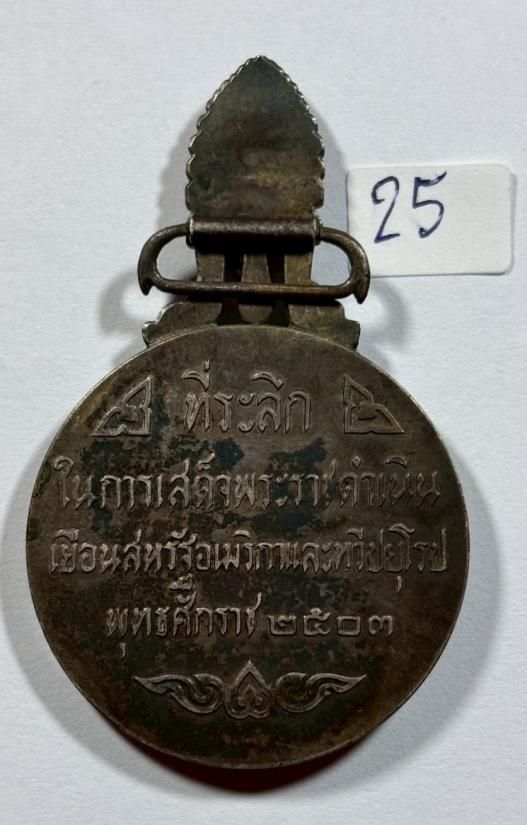 25
ที่ระลึก
ในการเสด็จพระราชดำเนิน
เยือนสหรัฐอเมริกาและทวีปยุโรป
พุทธศักราช ๒๕๐๓